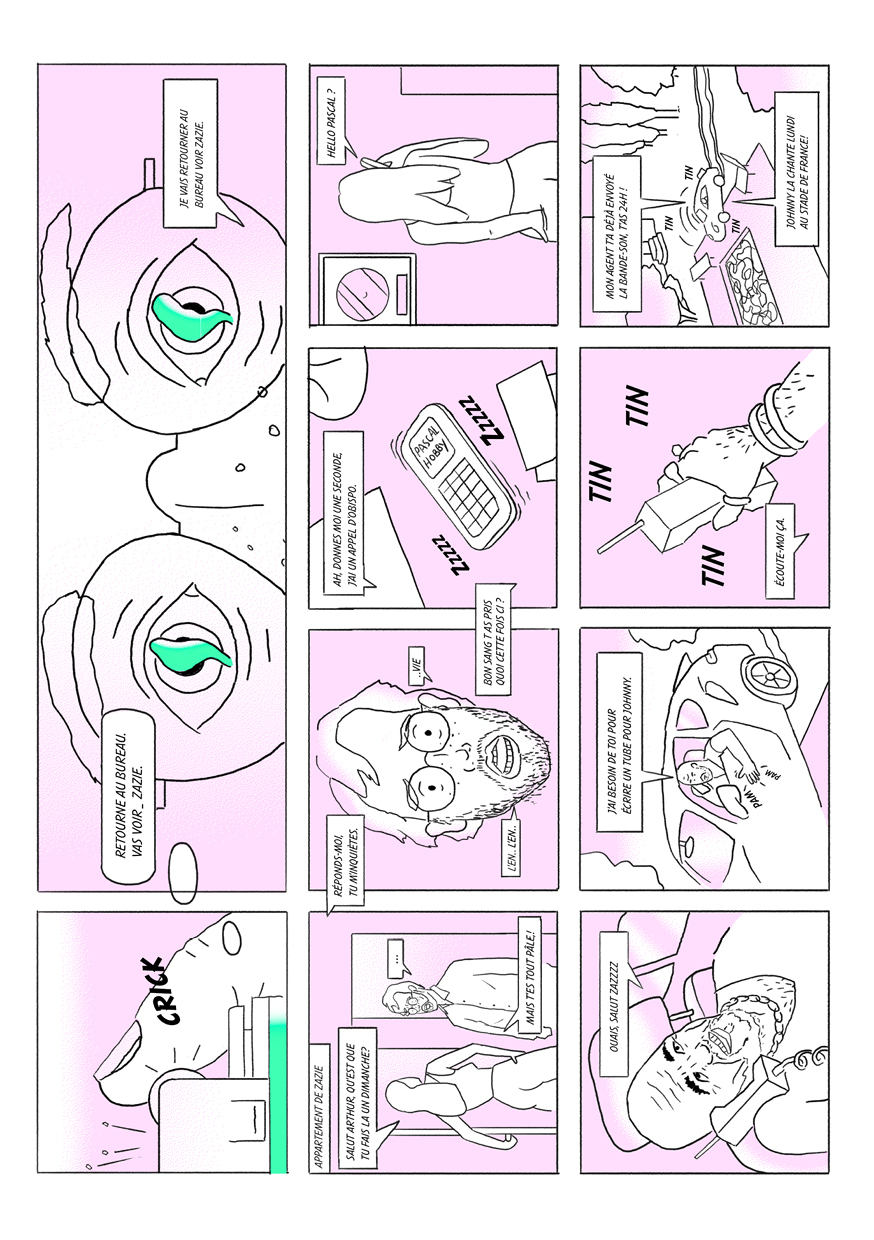 CRICK
RETOURNE AU BUREAU.
VAS VOIR_ ZAZIE.
JE VAIS RETOURNER AU
BUREAU VOIR ZAZIE.
APPARTEMENT DE ZAZIE
SALUT ARTHUR, QU'EST QUE
TU FAIS LA UN DIMANCHE?
....
MAIS T'ES TOUT PÂLE,!
RÉPONDS-MOI,
TU M'INQUIÈTES.
L'EN.. L'EN..
..VIE
BON SANG T AS PRIS
QUOI CETTE FOIS CI ?
AH, DONNES MOI UNE SECONDE,
J'AI UN APPEL D'OBISPO.
ZZZZZ
PASCAL
HOBBY
ZZZZZ
HELLO PASCAL ?
OUAIS, SALUT ZAZZZZ
J'AI BESOIN DE TOI POUR
ÉCRIRE UN TUBE POUR JOHNNY.
PAM
PAM
TIN
TIN
TIN
ÉCOUTE-MOI ÇA.
MON AGENT TA DÉJÀ ENVOYÉ
LA BANDE-SON, T'AS 24H !
TIN
TIN
TIN
JOHNNY LA CHANTE LUNDI
AU STADE DE FRANCE!